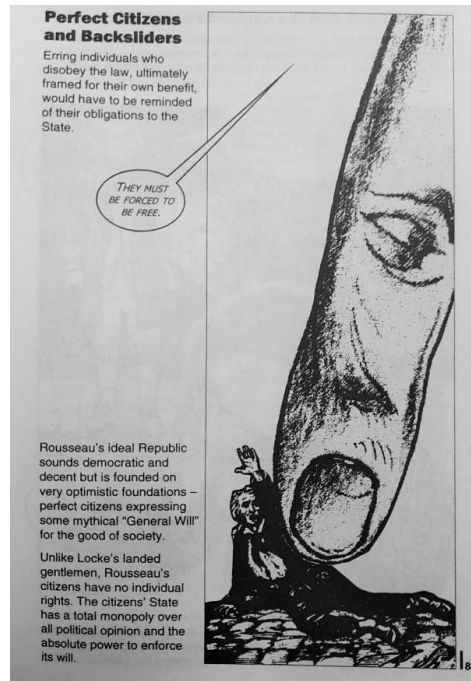 Perfect Citizens
and Backsliders
Erring individuals who
disobey the law, ultimately
framed for their own benefit,
would have to be reminded
of their obligations to the
State.
THEY MUST
BE FORCED TO
BE FREE.
Rousseau's ideal Republic
sounds democratic and
decent but is founded on
very optimistic foundations –
perfect citizens expressing
some mythical "General Will"
for the good of society.
Unlike Locke's landed
gentlemen, Rousseau's
citizens have no individual
rights. The citizens' State
has a total monopoly over
all political opinion and the
absolute power to enforce
its will.